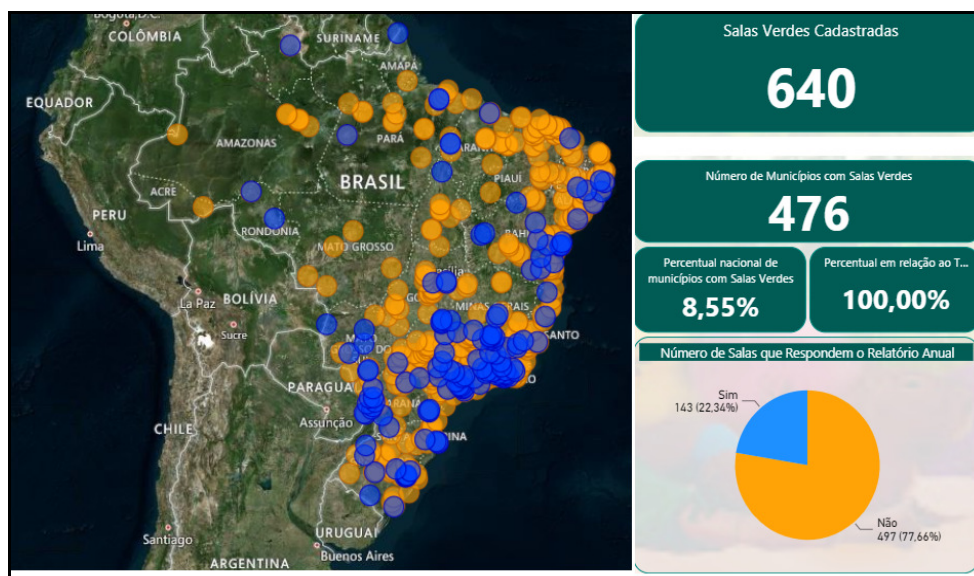 COLÔMBIA
SURINAME
AMAPÁ
EQUADOR
AMAZONAS
PARÁ
BRASIL
PIAUÍ
ACRE
PERU
RONDÔNIA
Lima
MATO GROSSO
La Paz
BOLÍVIA
MINAS
Sucre
PARAGUAI
Assunção
CHILE
URUGUAI
Santiago
Buenos Aires
ARGENTINA
Salas Verdes Cadastradas
640
Número de Municípios com Salas Verdes
476
Percentual nacional de
municípios com Salas Verdes
8,55%
Percentual em relação ao T...
100,00%
Número de Salas que Respondem o Relatório Anual
Sim
143 (22,34%)
Não
497 (77,66%)